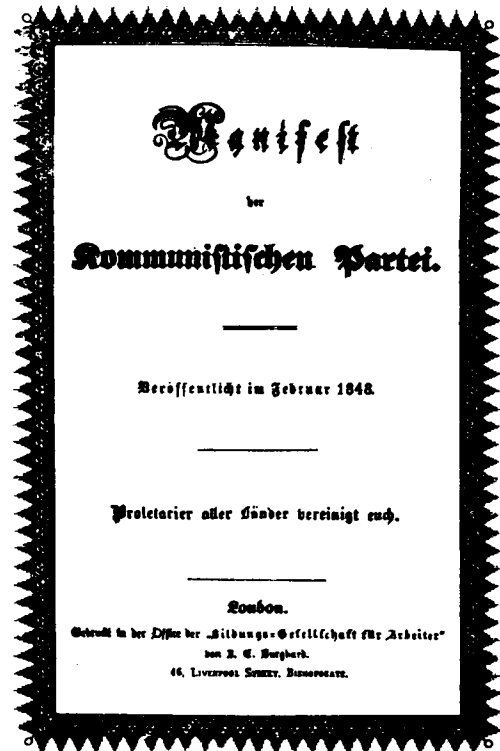 Manifest
der
Kommunistischen Partei.
Veröffentlicht im Februar 1848.
Proletarier aller Länder vereinigt euch.
London.
Gedruckt in der Office der „Bildungs-Gesellschaft für Arbeiter"
von J. E. Burghard.
46, LIVERPOOL STREET, BISHOPSGATE.